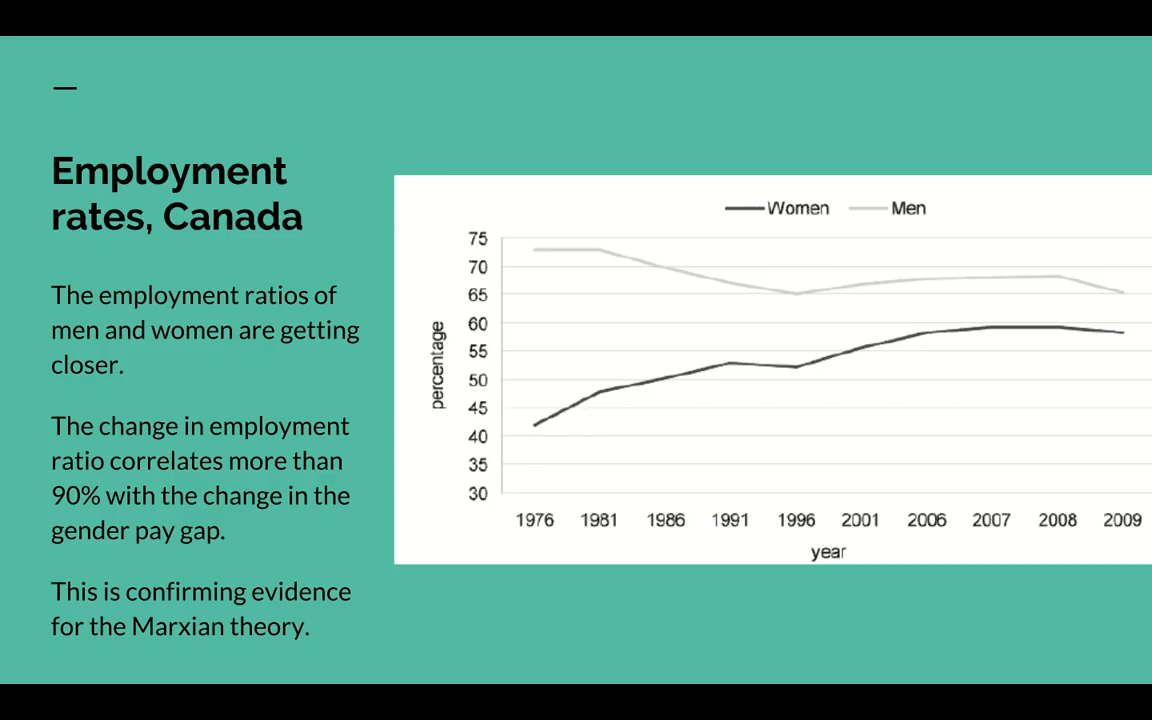 Employment
rates, Canada
The employment ratios of
men and women are getting
closer.
The change in employment
ratio correlates more than
90% with the change in the
gender pay gap.
This is confirming evidence
for the Marxian theory.
Women Men
75
70
65
60
55
50
45
40
35
30
percentage
1976 1981 1986 1991 1996 2001 2006 2007 2008 2009
year